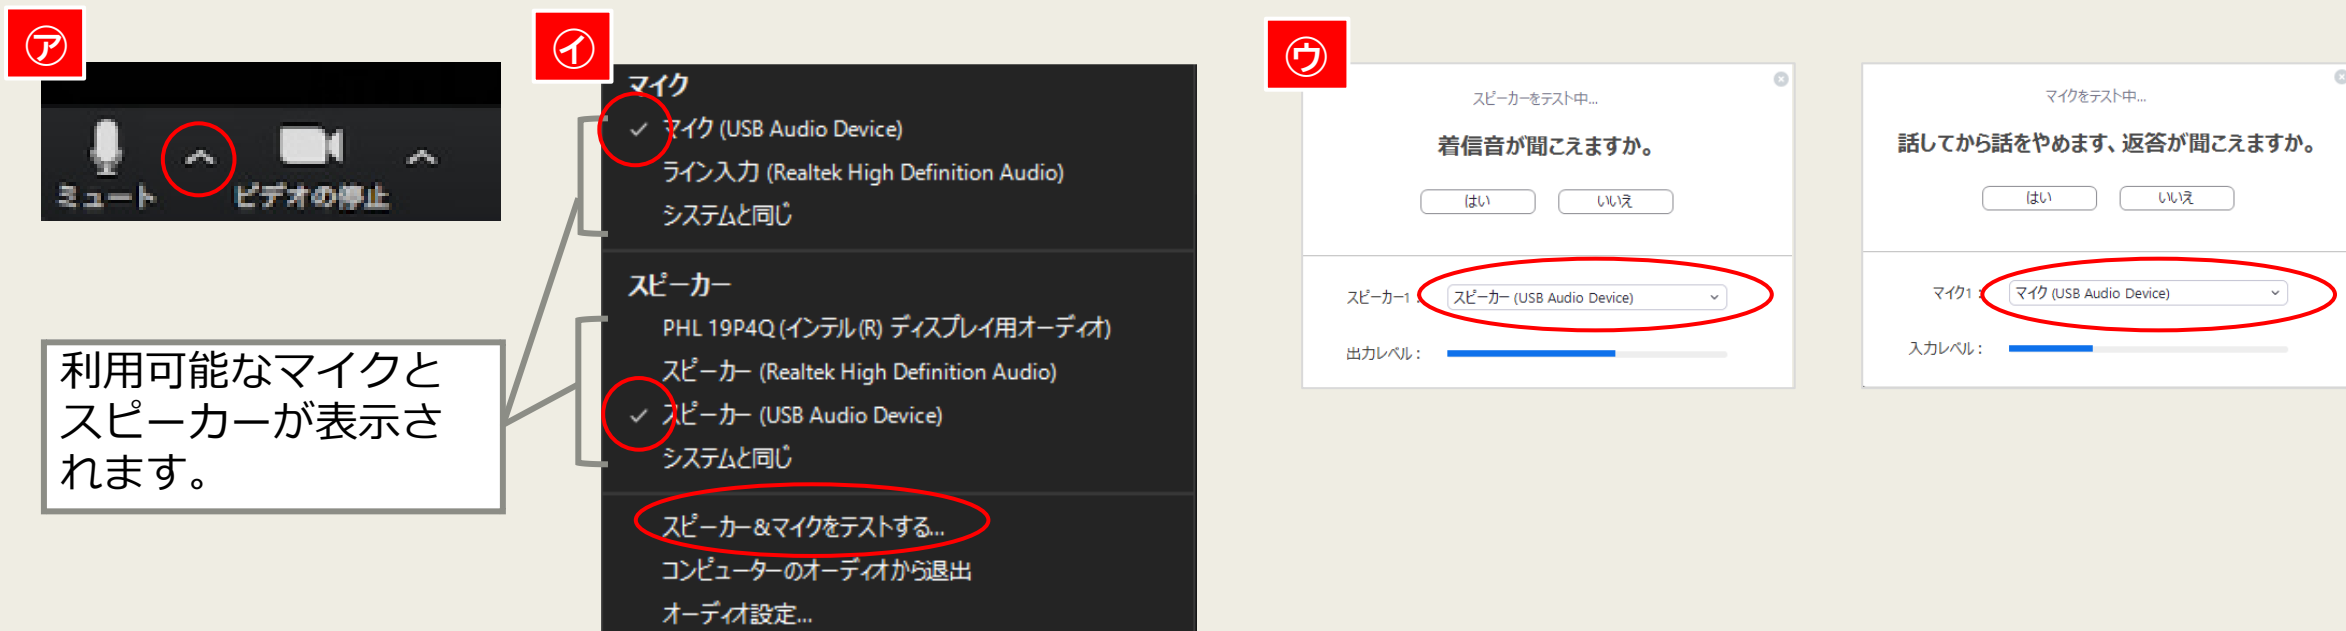 ㋐
ミュート
ビデオの停止
利用可能なマイクと
スピーカーが表示さ
れます。
㋑
マイク
✓ マイク (USB Audio Device)
ライン入力 (Realtek High Definition Audio)
システムと同じ
スピーカー
PHL 19P4Q (インテル(R) ディスプレイ用オーディオ)
スピーカー (Realtek High Definition Audio)
✓ スピーカー (USB Audio Device)
システムと同じ
スピーカー&マイクをテストする...
コンピューターのオーディオから退出
オーディオ設定...
㋒
スピーカーをテスト中...
着信音が聞こえますか。
はい いいえ
スピーカー1： スピーカー (USB Audio Device)
出力レベル：
マイクをテスト中...
話してから話をやめます、返答が聞こえますか。
はい いいえ
マイク1： マイク (USB Audio Device)
入力レベル：